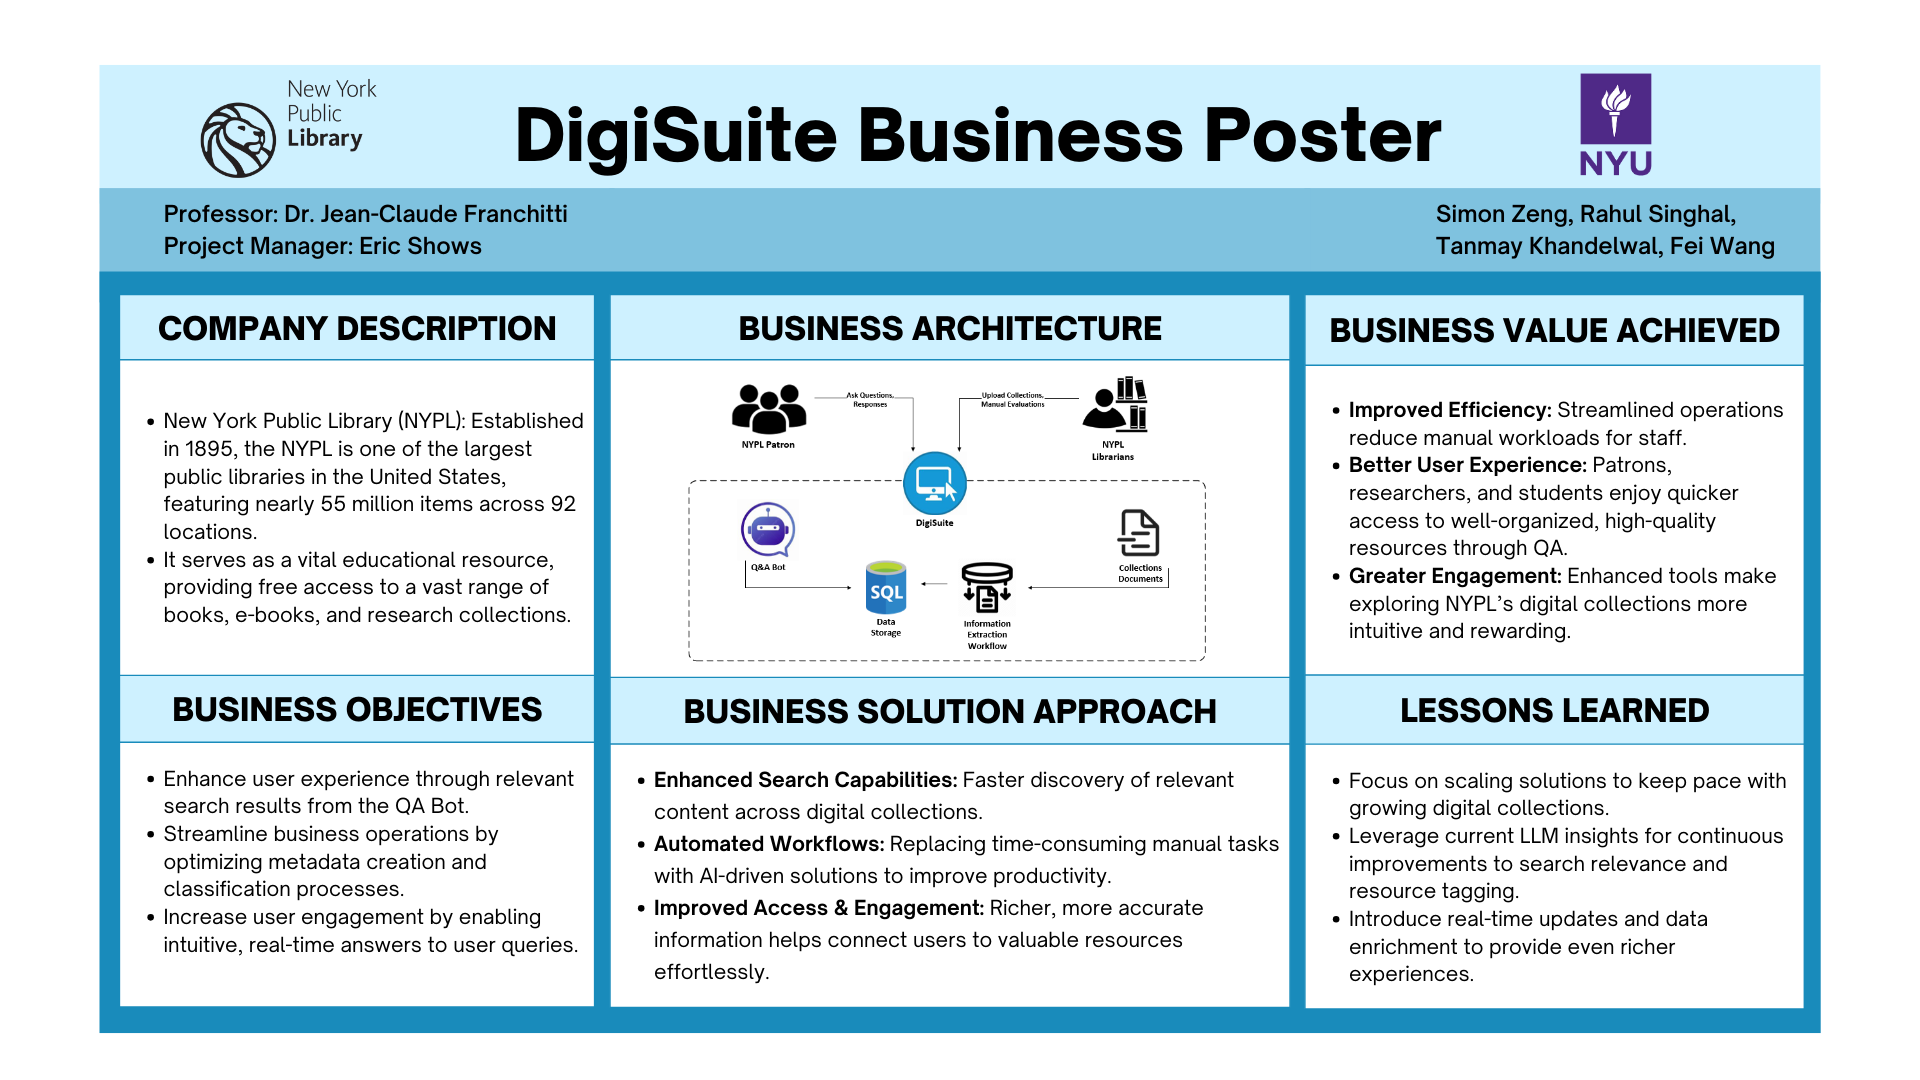 New York
Public
Library
DigiSuite Business Poster
NYU
Professor: Dr. Jean-Claude Franchitti
Project Manager: Eric Shows
Simon Zeng, Rahul Singhal,
Tanmay Khandelwal, Fei Wang
COMPANY DESCRIPTION
• New York Public Library (NYPL): Established
in 1895, the NYPL is one of the largest
public libraries in the United States,
featuring nearly 55 million items across 92
locations.
• It serves as a vital educational resource,
providing free access to a vast range of
books, e-books, and research collections.
BUSINESS OBJECTIVES
• Enhance user experience through relevant
search results from the QA Bot.
• Streamline business operations by
optimizing metadata creation and
classification processes.
• Increase user engagement by enabling
intuitive, real-time answers to user queries.
BUSINESS ARCHITECTURE
Ask Questions,
Responses
Upload Collections,
Manual Evaluations
NYPL Patron
NYPL
Librarians
DigiSuite
Q&A Bot
Collections
Documents
SQL
Data
Storage
Information
Extraction
Workflow
BUSINESS SOLUTION APPROACH
• Enhanced Search Capabilities: Faster discovery of relevant
content across digital collections.
• Automated Workflows: Replacing time-consuming manual tasks
with AI-driven solutions to improve productivity.
• Improved Access & Engagement: Richer, more accurate
information helps connect users to valuable resources
effortlessly.
BUSINESS VALUE ACHIEVED
• Improved Efficiency: Streamlined operations
reduce manual workloads for staff.
• Better User Experience: Patrons,
researchers, and students enjoy quicker
access to well-organized, high-quality
resources through QA.
• Greater Engagement: Enhanced tools make
exploring NYPL’s digital collections more
intuitive and rewarding.
LESSONS LEARNED
• Focus on scaling solutions to keep pace with
growing digital collections.
• Leverage current LLM insights for continuous
improvements to search relevance and
resource tagging.
• Introduce real-time updates and data
enrichment to provide even richer
experiences.